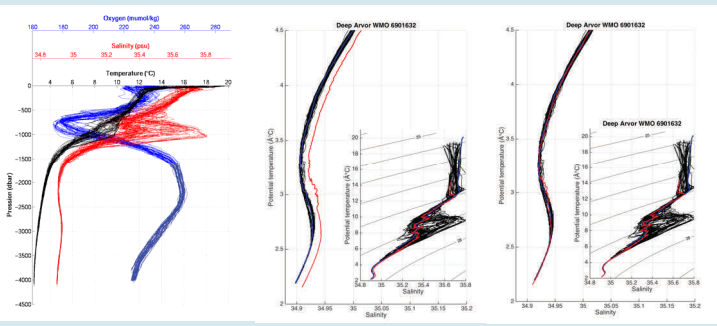 Oxygen (mumol/kg)
160 180 200 220 240 260 280
Salinity (psu)
34.8 35 35.2 35.4 35.6 35.8
Temperature (°C)
4 6 8 10 12 14 16 18 20
0
-500
-1000
-1500
-2000
-2500
-3000
-3500
-4000
-4500
Pression (dbar)
Deep Arvor WMO 6901632
4.5
4
3.5
3
2.5
2
Potential temperature (Â°C)
34.9 34.95 35 35.05 35.1 35.15 35.2
Salinity
20
18
16
14
12
10
8
6
4
2
Potential temperature (Â°C)
34.8 35 35.2 35.4 35.6 35.8
Salinity
Deep Arvor WMO 6901632
4.5
4
3.5
3
2.5
2
Potential temperature (Â°C)
34.9 34.95 35 35.05 35.1 35.15 35.2
Salinity
Deep Arvor WMO 6901632
20
18
16
14
12
10
8
6
4
2
Potential temperature (Â°C)
34.8 35 35.2 35.4 35.6 35.8
Salinity